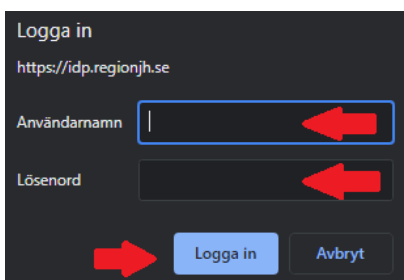 Logga in
https://idp.regionjh.se
Användarnamn
Lösenord
Logga in Avbryt